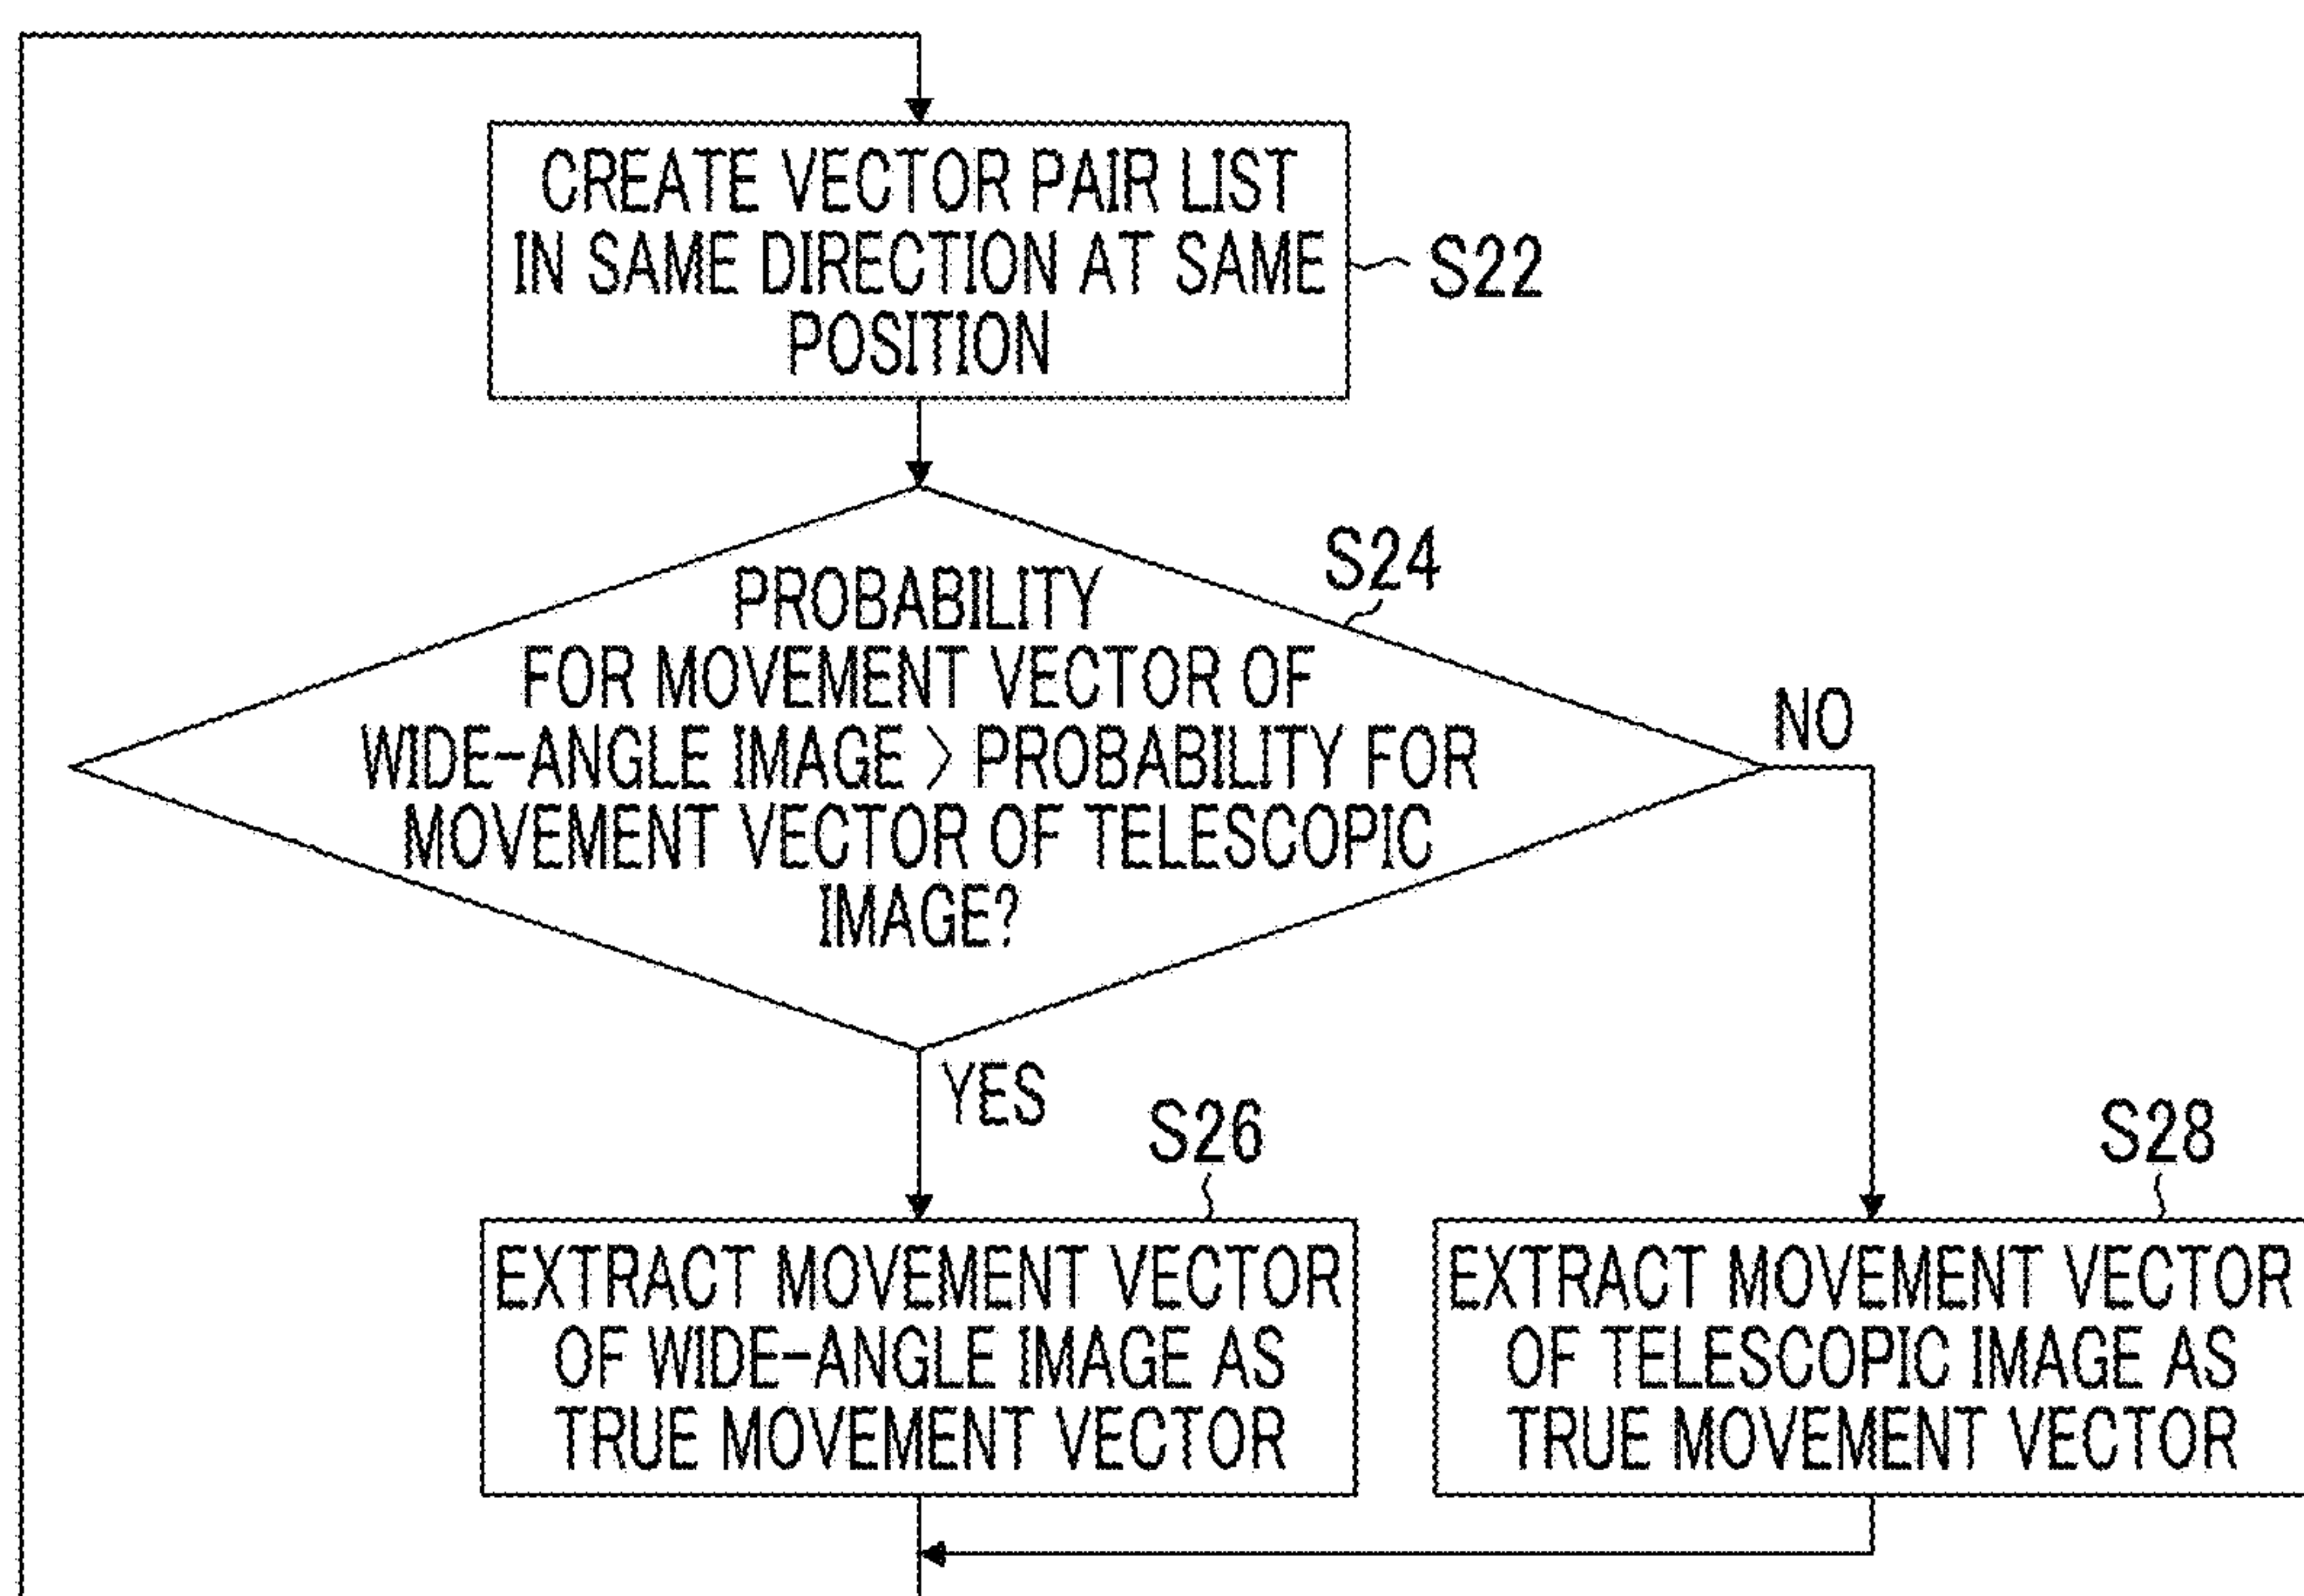 CREATE VECTOR PAIR LIST
IN SAME DIRECTION AT SAME
POSITION
S22
S24
PROBABILITY
FOR MOVEMENT VECTOR OF
WIDE-ANGLE IMAGE > PROBABILITY FOR
MOVEMENT VECTOR OF TELESCOPIC
IMAGE?
NO
YES
S26
EXTRACT MOVEMENT VECTOR
OF WIDE-ANGLE IMAGE AS
TRUE MOVEMENT VECTOR
S28
EXTRACT MOVEMENT VECTOR
OF TELESCOPIC IMAGE AS
TRUE MOVEMENT VECTOR